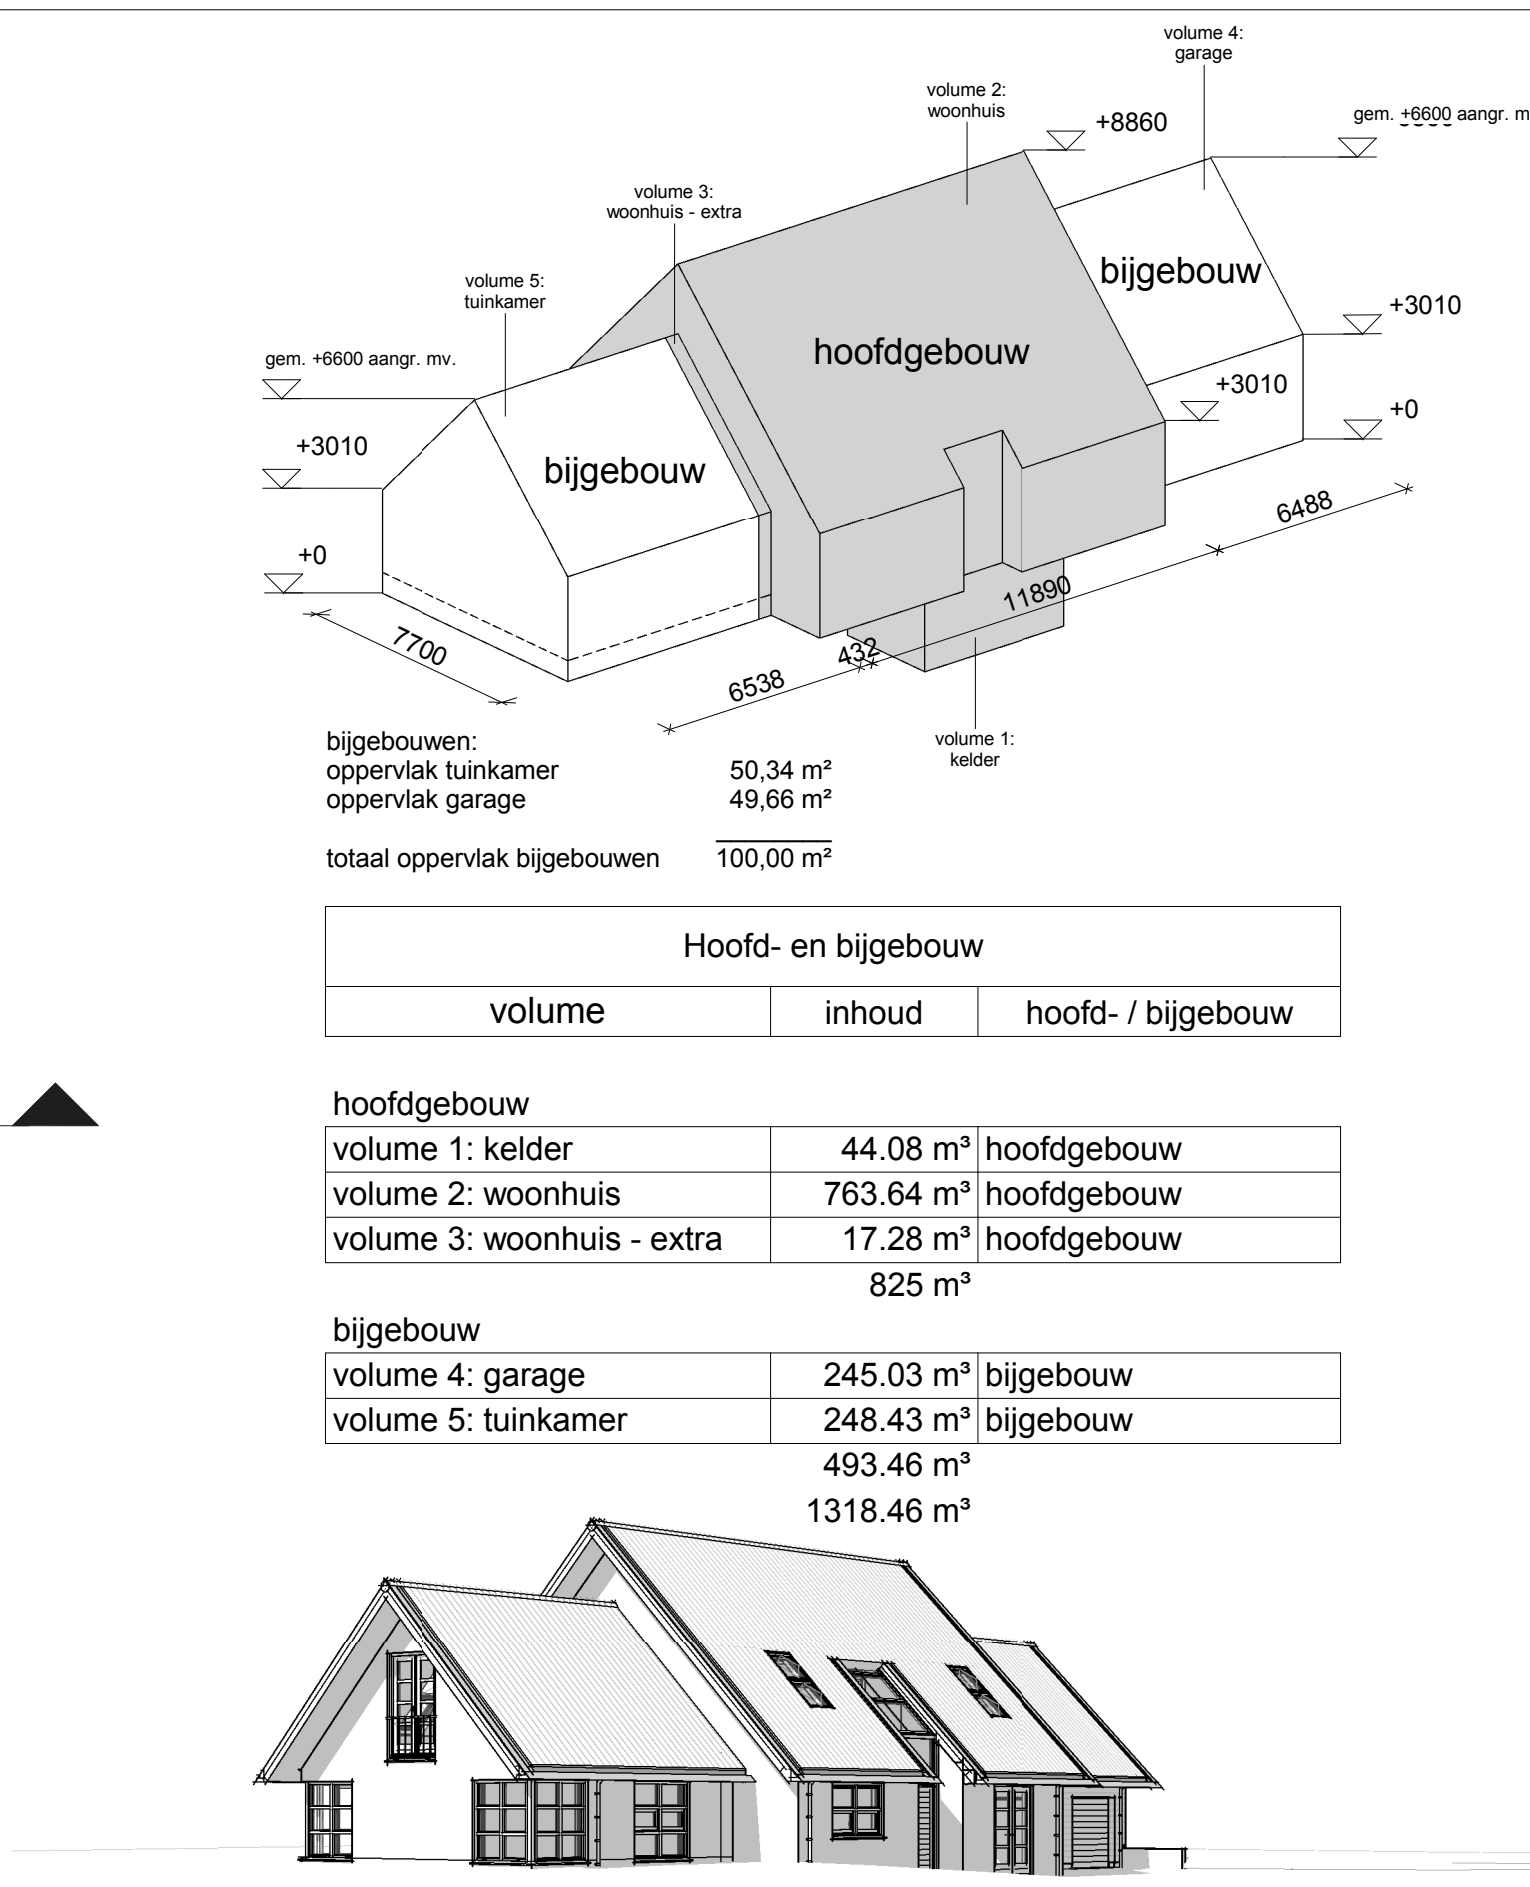 volume 4:
garage
volume 2:
woonhuis
+8860
gem. +6600 aangr. m
volume 3:
woonhuis - extra
bijgebouw
volume 5:
tuinkamer
+3010
hoofdgebouw
gem. +6600 aangr. mv.
+3010
+0
+3010
bijgebouw
6488
+0
11890
7700
432
6538
volume 1:
kelder
bijgebouwen:
oppervlak tuinkamer 50,34 m²
oppervlak garage 49,66 m²
totaal oppervlak bijgebouwen 100,00 m²
Hoofd- en bijgebouw
volume inhoud hoofd- / bijgebouw
hoofdgebouw
volume 1: kelder 44.08 m³ hoofdgebouw
volume 2: woonhuis 763.64 m³ hoofdgebouw
volume 3: woonhuis - extra 17.28 m³ hoofdgebouw
825 m³
bijgebouw
volume 4: garage 245.03 m³ bijgebouw
volume 5: tuinkamer 248.43 m³ bijgebouw
493.46 m³
1318.46 m³